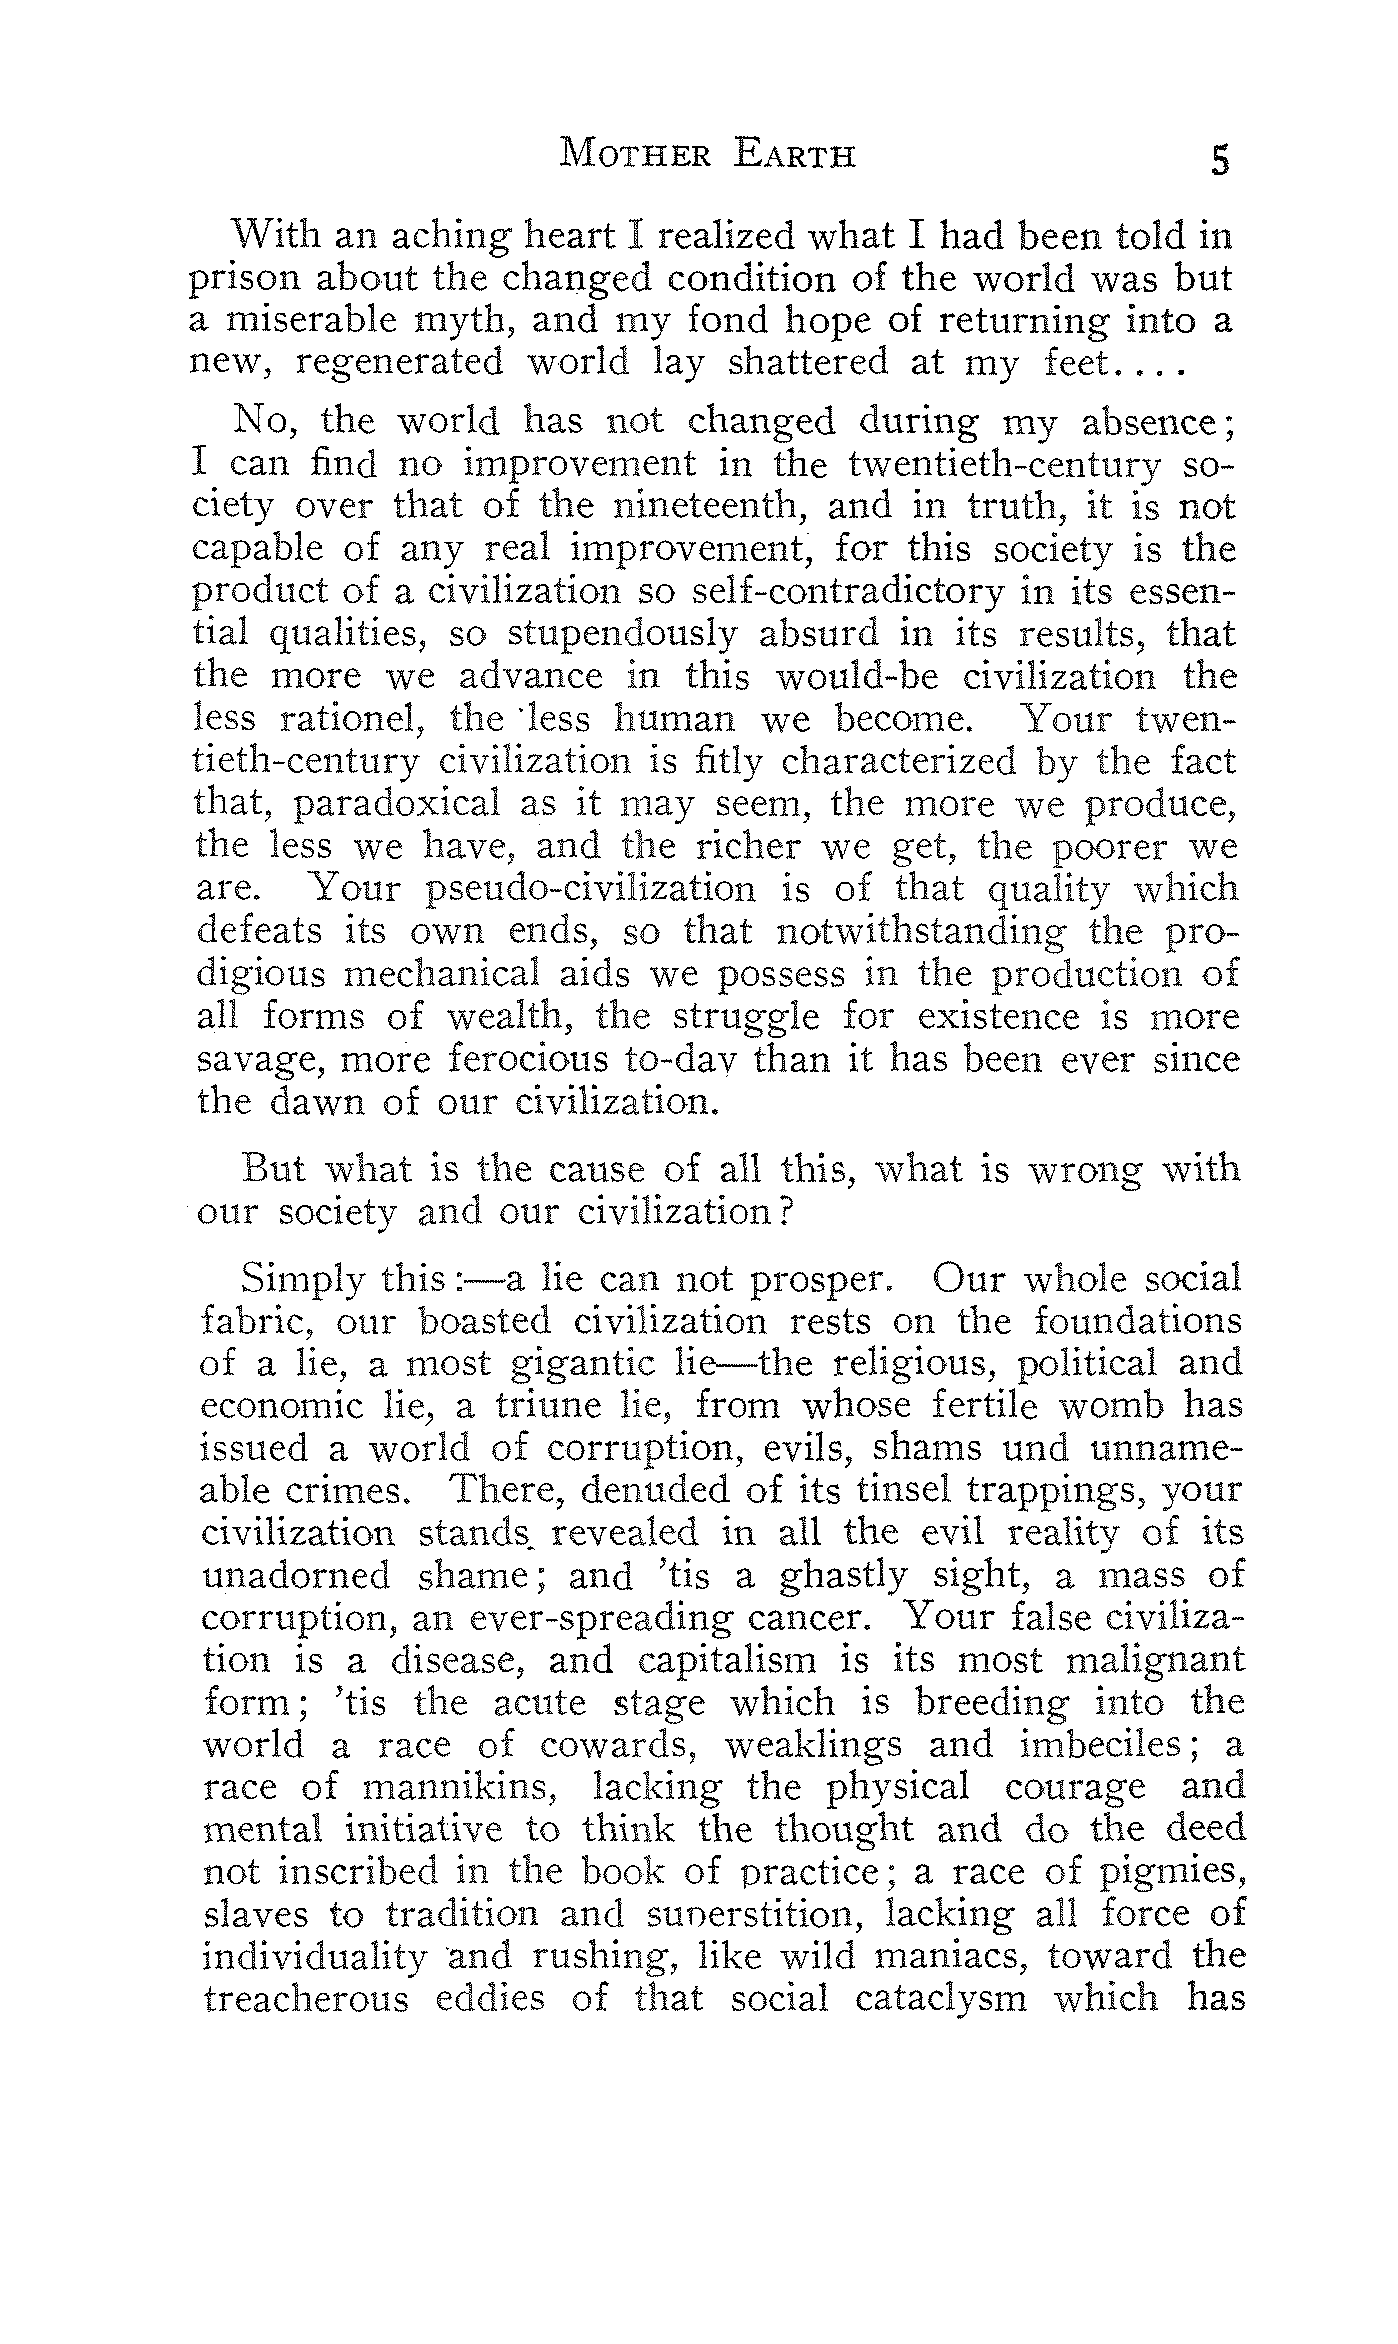 MOTHER EARTH 5
With an aching heart I realized what I had been told in
prison about the changed condition of the world was but
a miserable myth, and my fond hope of returning into a
new, regenerated world lay shattered at my feet....
No, the world has not changed during my absence;
I can find no improvement in the twentieth-century so-
ciety over that of the nineteenth, and in truth, it is not
capable of any real improvement, for this society is the
product of a civilization so self-contradictory in its essen-
tial qualities, so stupendously absurd in its results, that
the more we advance in this would-be civilization the
less rationel, the less human we become. Your twen-
tieth-century civilization is fitly characterized by the fact
that, paradoxical as it may seem, the more we produce,
the less we have, and the richer we get, the poorer we
are. Your pseudo-civilization is of that quality which
defeats its own ends, so that notwithstanding the pro-
digious mechanical aids we possess in the production of
all forms of wealth, the struggle for existence is more
savage, more ferocious to-day than it has been ever since
the dawn of our civilization.
But what is the cause of all this, what is wrong with
our society and our civilization?
Simply this:—a lie can not prosper. Our whole social
fabric, our boasted civilization rests on the foundations
of a lie, a most gigantic lie—the religious, political and
economic lie, a triune lie, from whose fertile womb has
issued a world of corruption, evils, shams und unname-
able crimes. There, denuded of its tinsel trappings, your
civilization stands revealed in all the evil reality of its
unadorned shame; and 'tis a ghastly sight, a mass of
corruption, an ever-spreading cancer. Your false civiliza-
tion is a disease, and capitalism is its most malignant
form; 'tis the acute stage which is breeding into the
world a race of cowards, weaklings and imbeciles; a
race of mannikins, lacking the physical courage and
mental initiative to think the thought and do the deed
not inscribed in the book of practice; a race of pigmies,
slaves to tradition and superstition, lacking all force of
individuality and rushing, like wild maniacs, toward the
treacherous eddies of that social cataclysm which has